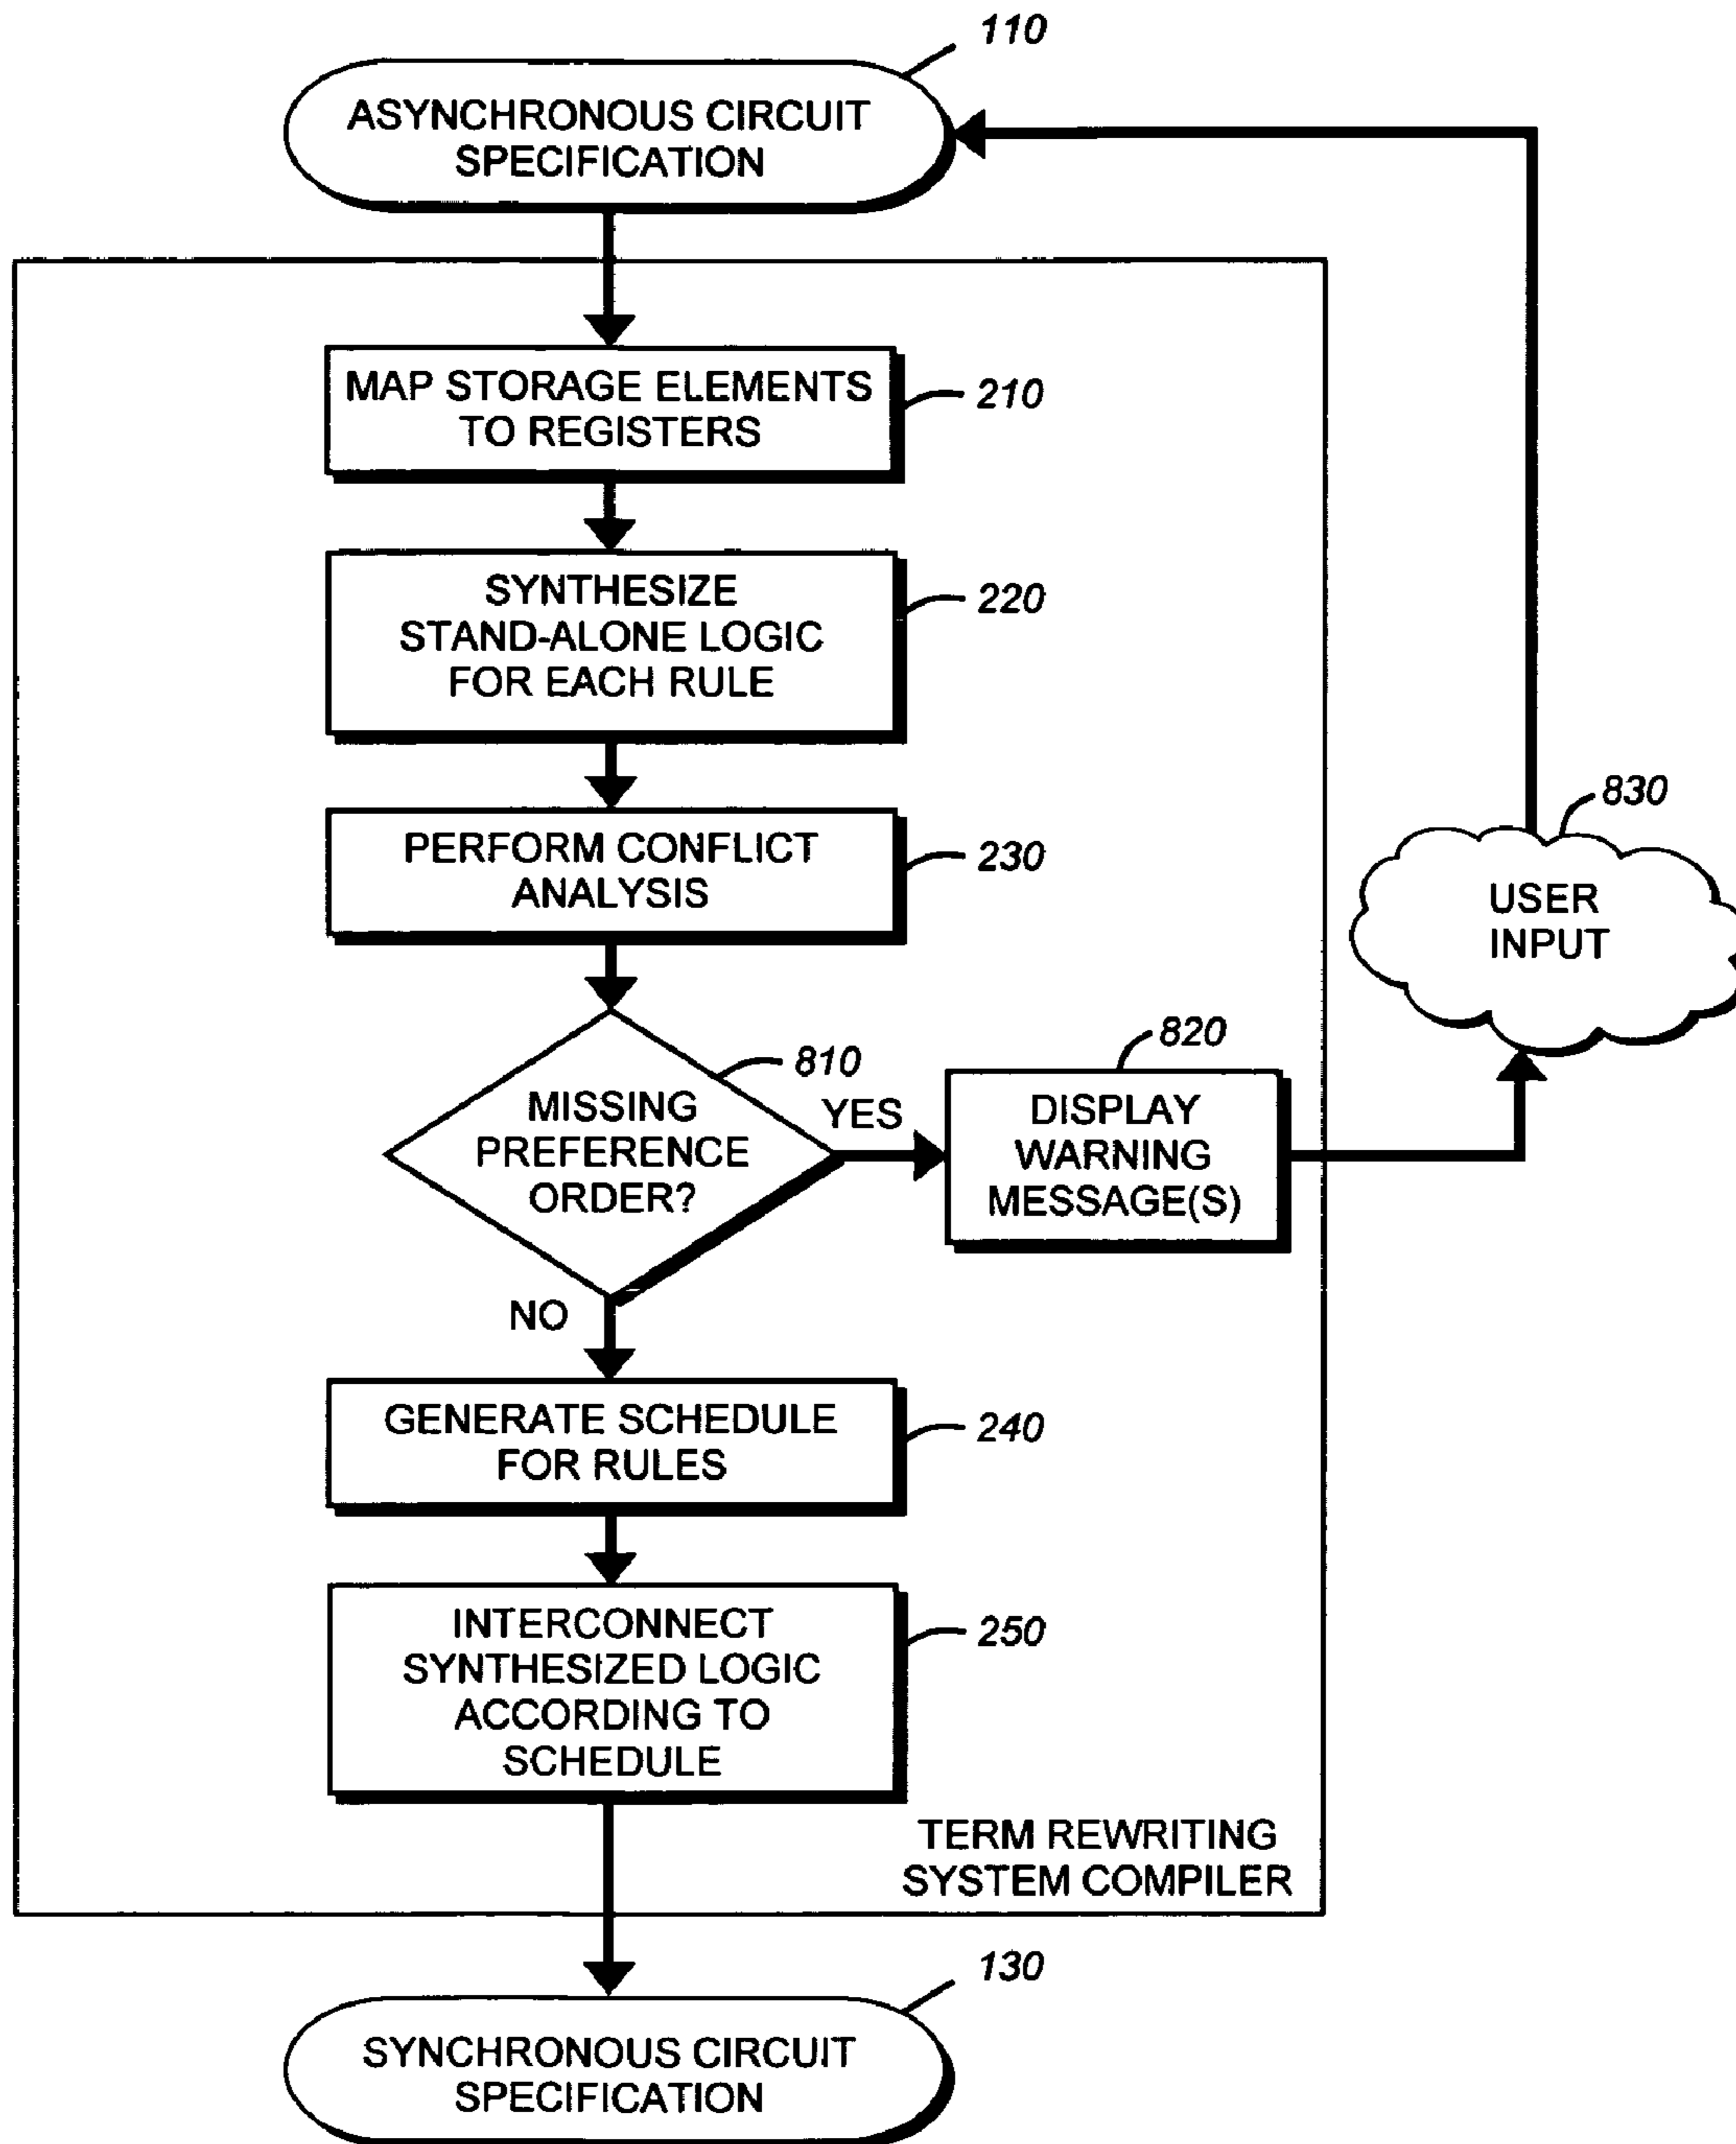 110
ASYNCHRONOUS CIRCUIT
SPECIFICATION
MAP STORAGE ELEMENTS
TO REGISTERS
210
SYNTHESIZE
STAND-ALONE LOGIC
FOR EACH RULE
220
PERFORM CONFLICT
ANALYSIS
230
830
USER
INPUT
MISSING
PREFERENCE
ORDER?
810
YES
820
DISPLAY
WARNING
MESSAGE(S)
NO
GENERATE SCHEDULE
FOR RULES
240
INTERCONNECT
SYNTHESIZED LOGIC
ACCORDING TO
SCHEDULE
250
TERM REWRITING
SYSTEM COMPILER
130
SYNCHRONOUS CIRCUIT
SPECIFICATION